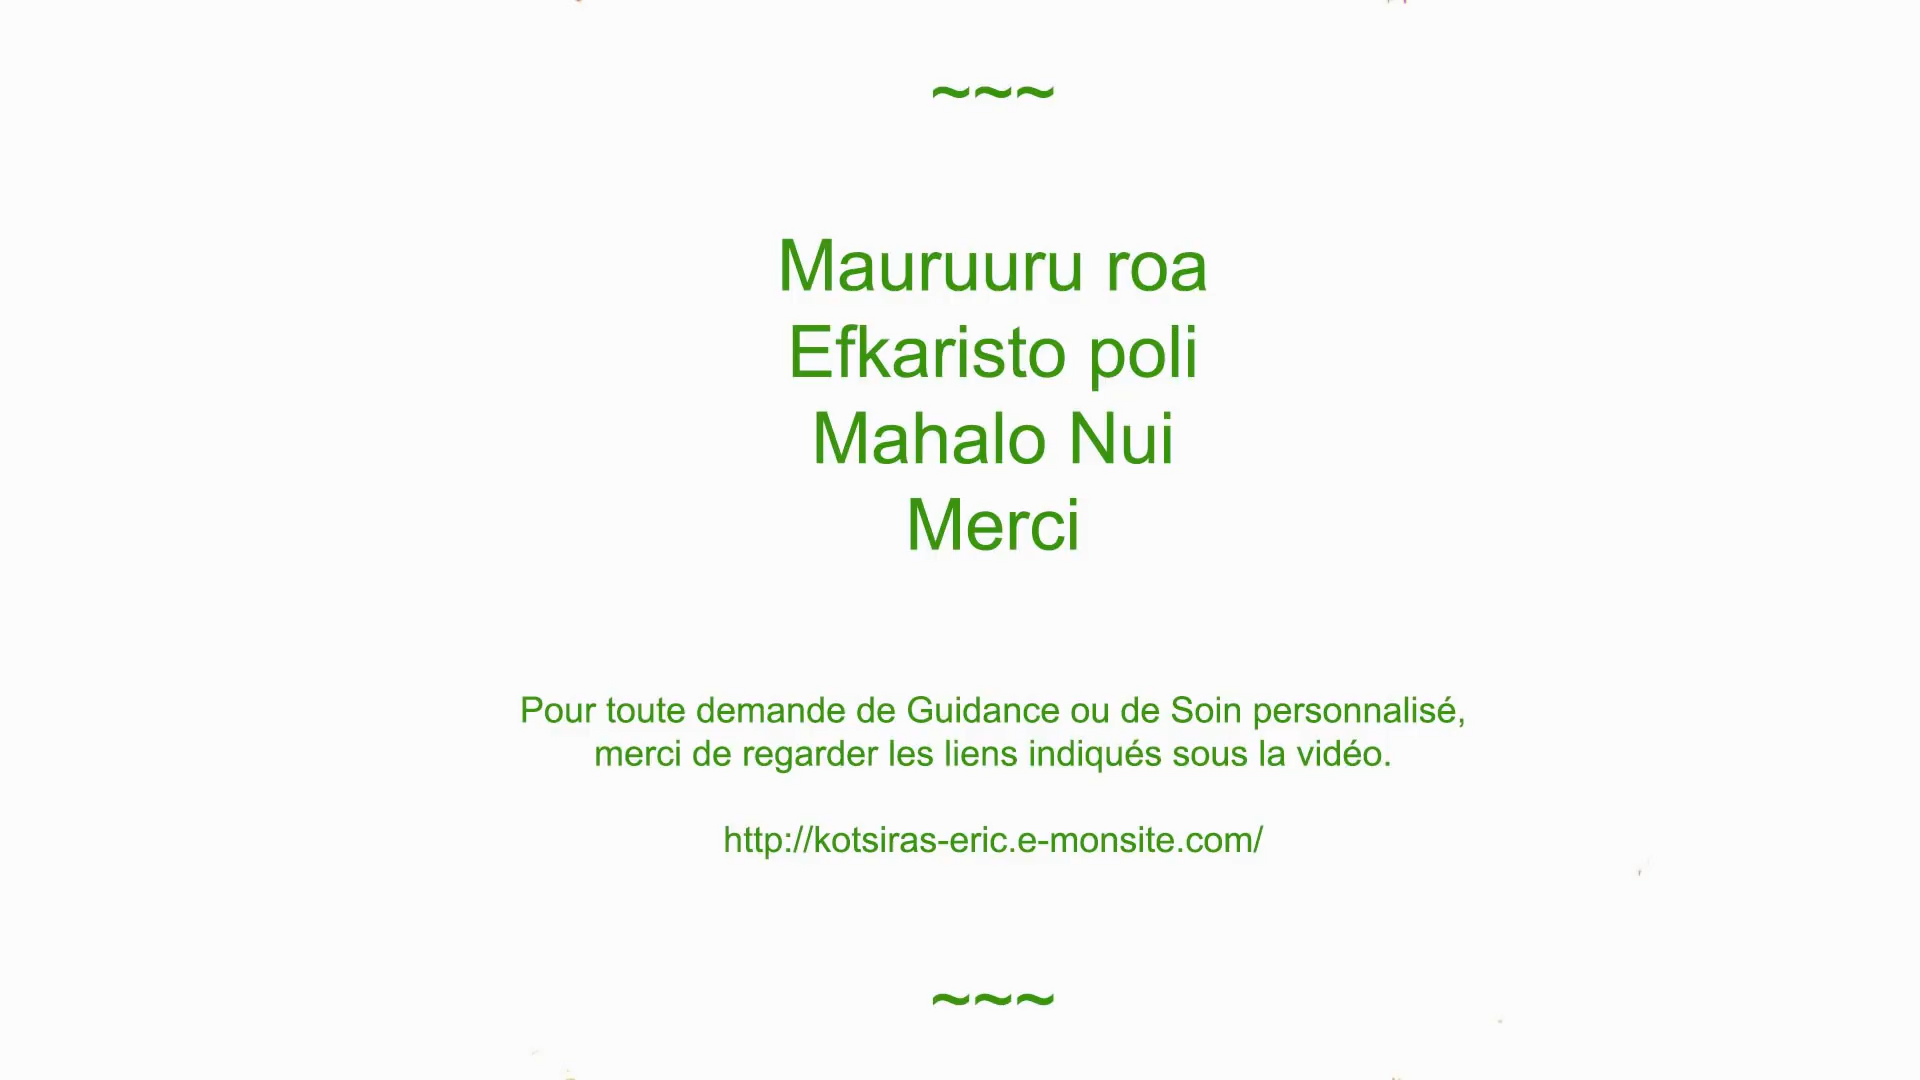 ~~~
Mauruuru roa
Efkaristo poli
Mahalo Nui
Merci
Pour toute demande de Guidance ou de Soin personnalisé,
merci de regarder les liens indiqués sous la vidéo.
http://kotsiras-eric.e-monsite.com/
~~~